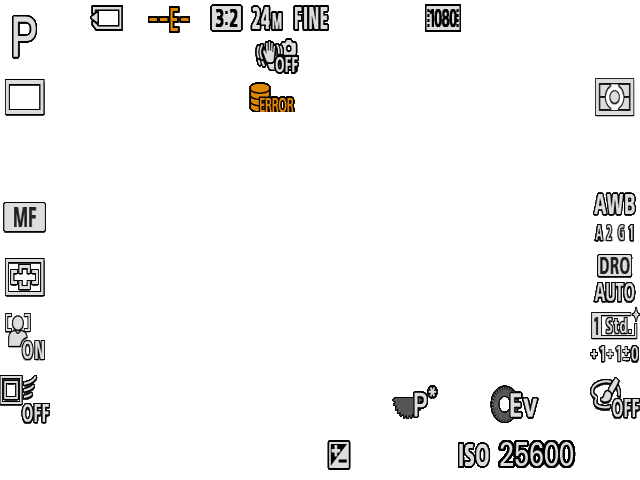 P
E
3:2 24M FINE
1080
OFF
ERROR
MF
AWB
A2 G1
DRO
AUTO
1 Std.
+1+1±0
ON
OFF
P*
EV
OFF
ISO 25600